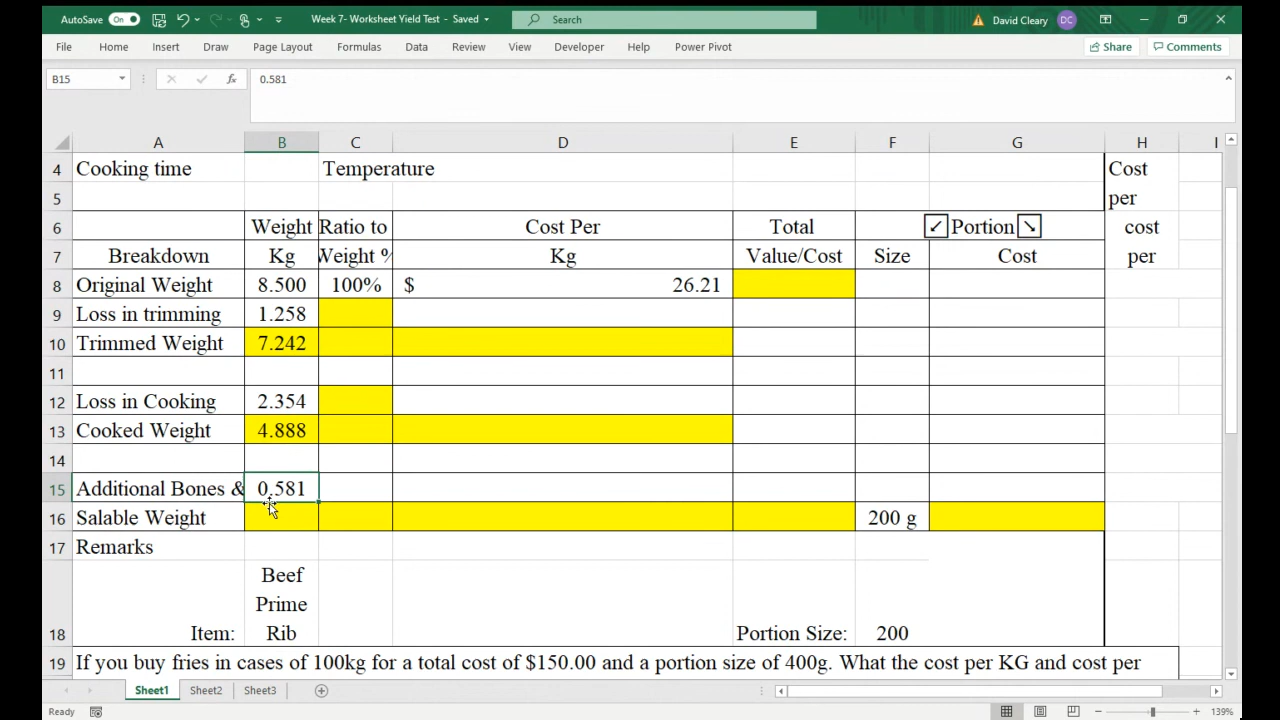 AutoSave On Week 7- Worksheet Yield Test - Saved Search David Cleary DC
File Home Insert Draw Page Layout Formulas Data Review View Developer Help Power Pivot Share Comments
B15 fx 0.581
A B C D E F G H I
4 Cooking time Temperature Cost
5 per
6 Weight Ratio to Cost Per Total Portion cost
7 Breakdown Kg Weight % Kg Value/Cost Size Cost per
8 Original Weight 8.500 100% $ 26.21
9 Loss in trimming 1.258
10 Trimmed Weight 7.242
11
12 Loss in Cooking 2.354
13 Cooked Weight 4.888
14
15 Additional Bones & 0.581
16 Salable Weight 200 g
17 Remarks
Beef
Prime
18 Item: Rib Portion Size: 200
19 If you buy fries in cases of 100kg for a total cost of $150.00 and a portion size of 400g. What the cost per KG and cost per
Sheet1 Sheet2 Sheet3
Ready 139%